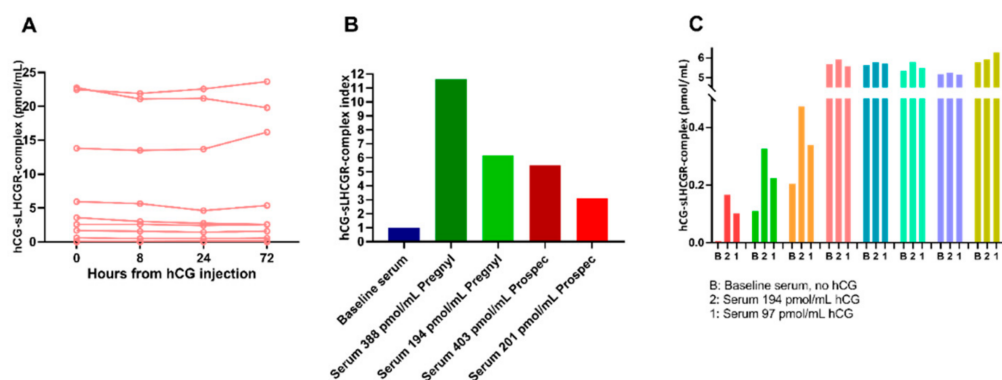 A
hCG-sLHCGR-complex (pmol/mL)
25
20
15
10
5
0
0 8 24 72
Hours from hCG injection
B
hCG-sLHCGR-complex index
12
11
10
9
8
7
6
5
4
3
2
1
0
Baseline serum
Serum 388 pmol/mL Pregnyl
Serum 194 pmol/mL Pregnyl
Serum 403 pmol/mL Prospec
Serum 201 pmol/mL Prospec
C
hCG-sLHCGR-complex (pmol/mL)
6
5
0.4
0.2
0.0
B 2 1 B 2 1 B 2 1 B 2 1 B 2 1 B 2 1 B 2 1 B 2 1
B: Baseline serum, no hCG
2: Serum 194 pmol/mL hCG
1: Serum 97 pmol/mL hCG